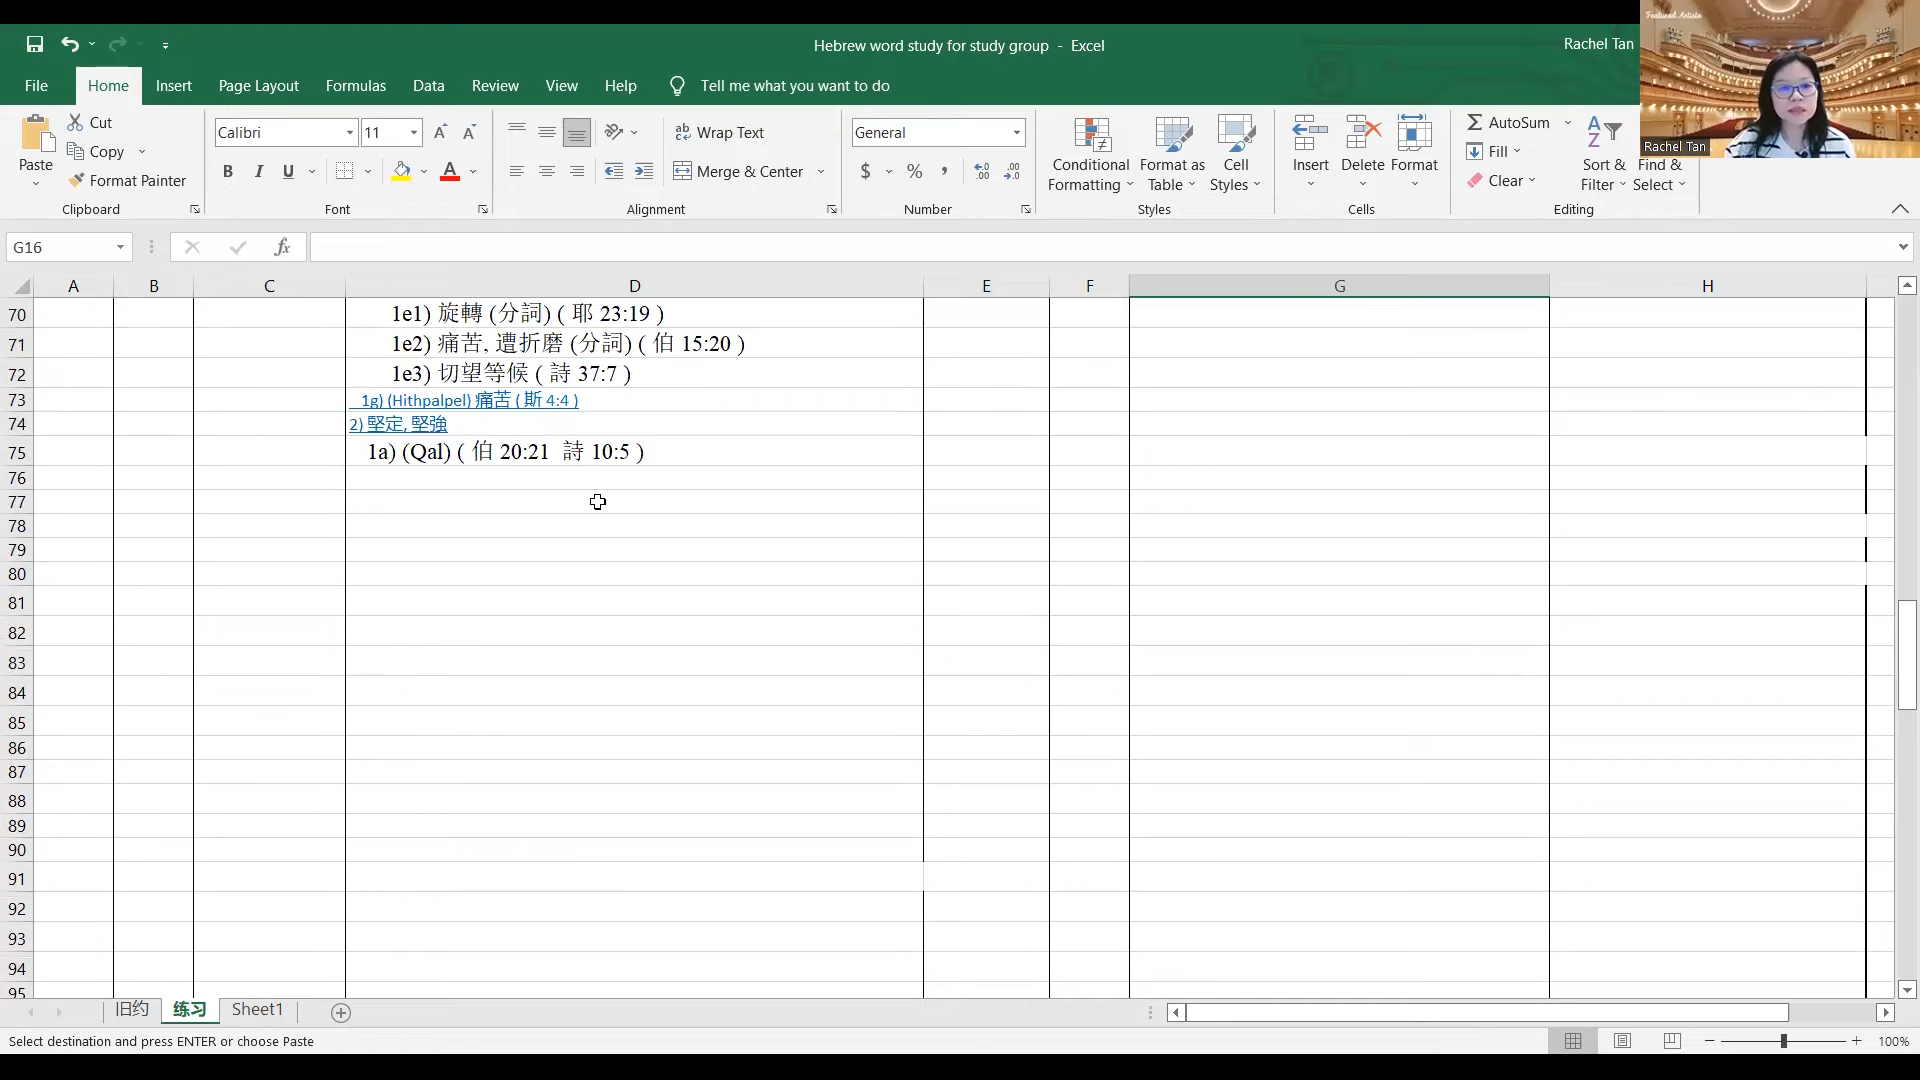 Hebrew word study for study group - Excel
Rachel Tan
File Home Insert Page Layout Formulas Data Review View Help Tell me what you want to do
Paste
Cut
Copy
Format Painter
Clipboard
Calibri 11
B I U
Font
Wrap Text
Merge & Center
Alignment
General
$ % ,
Number
Conditional Formatting
Format as Table
Cell Styles
Styles
Insert Delete Format
Cells
AutoSum
Fill
Clear
Sort & Filter
Find & Select
Editing
Rachel Tan
G16
fx
A B C D E F G H
70 1e1) 旋轉 (分詞) ( 耶 23:19 )
71 1e2) 痛苦, 遭折磨 (分詞) ( 伯 15:20 )
72 1e3) 切望等候 ( 詩 37:7 )
73 1g) (Hithpalpel) 痛苦 ( 斯 4:4 )
74 2) 堅定, 堅強
75 1a) (Qal) ( 伯 20:21 詩 10:5 )
76
77
78
79
80
81
82
83
84
85
86
87
88
89
90
91
92
93
94
95
旧约 练习 Sheet1
Select destination and press ENTER or choose Paste
100%